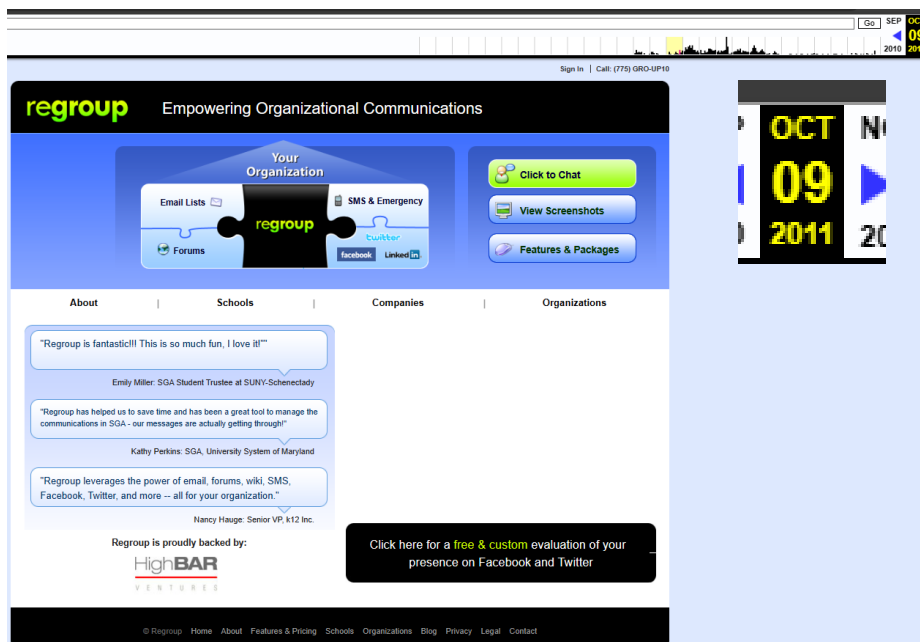 Go
SEP
OCT
09
2010
2011
Sign In | Call: (775) GRO-UP10
regroup
Empowering Organizational Communications
Your
Organization
Email Lists
SMS & Emergency
regroup
twitter
Forums
facebook
Linked in
Click to Chat
View Screenshots
Features & Packages
OCT
09
2011
About | Schools | Companies | Organizations
"Regroup is fantastic!!! This is so much fun, I love it!""
Emily Miller: SGA Student Trustee at SUNY-Schenectady
"Regroup has helped us to save time and has been a great tool to manage the
communications in SGA - our messages are actually getting through!"
Kathy Perkins: SGA, University System of Maryland
"Regroup leverages the power of email, forums, wiki, SMS,
Facebook, Twitter, and more -- all for your organization."
Nancy Hauge: Senior VP, k12 Inc.
Regroup is proudly backed by:
HighBAR
VENTURES
Click here for a free & custom evaluation of your
presence on Facebook and Twitter
© Regroup Home About Features & Pricing Schools Organizations Blog Privacy Legal Contact